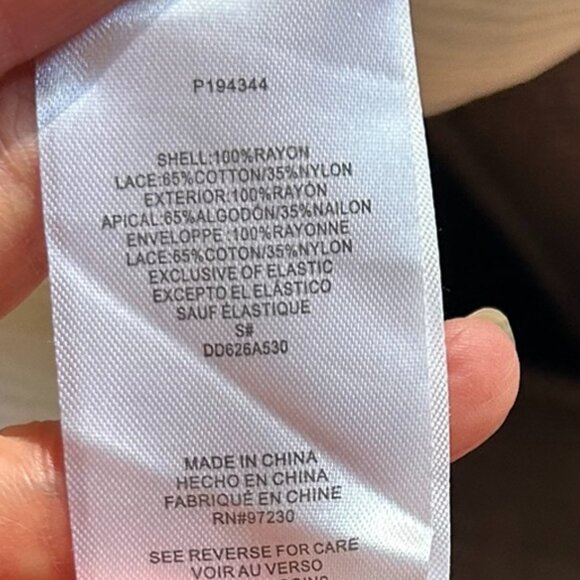 P194344
SHELL:100%RAYON
LACE:65%COTTON/35%NYLON
EXTERIOR:100%RAYÓN
APICAL:65%ALGODÓN/35%NAILON
ENVELOPPE:100%RAYONNE
LACE:65%COTON/35%NYLON
EXCLUSIVE OF ELASTIC
EXCEPTO EL ELÁSTICO
SAUF ÉLASTIQUE
S#
DD626A530
MADE IN CHINA
HECHO EN CHINA
FABRIQUÉ EN CHINE
RN#97230
SEE REVERSE FOR CARE
VOIR AU VERSO